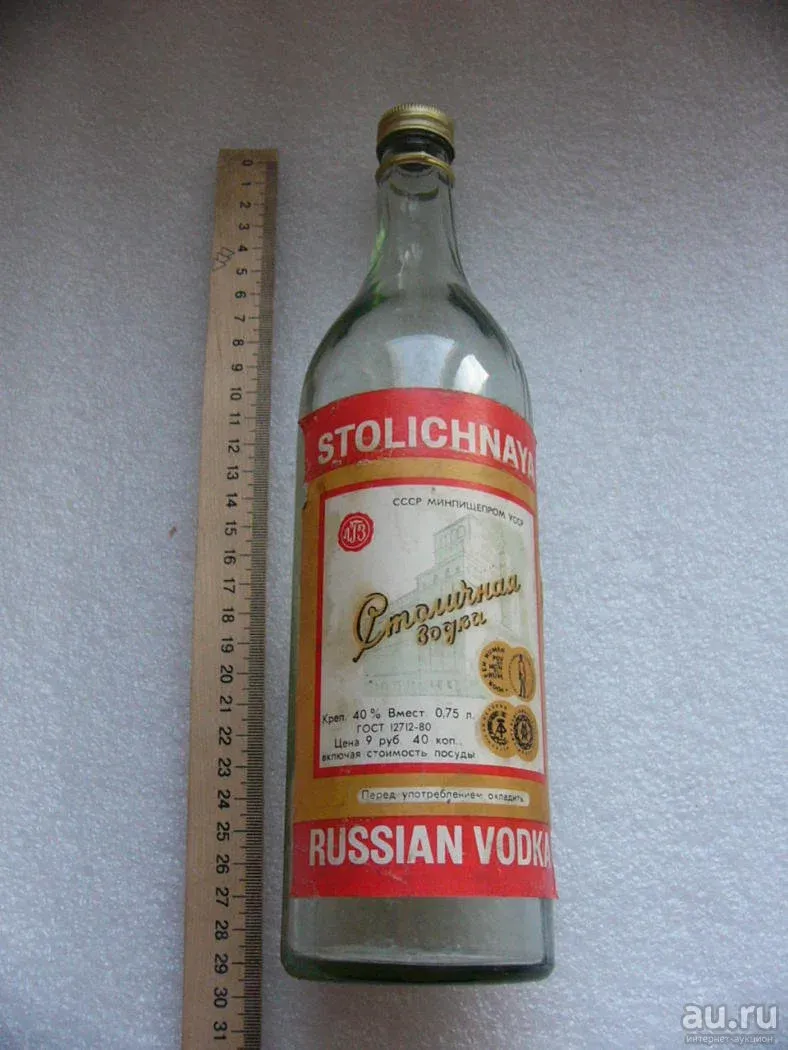 0 1 2 3 4 5 6 7 8 9 10 11 12 13 14 15 16 17 18 19 20 21 22 23 24 25 26 27 28 29 30 31
STOLICHNAYA
СССР МИНПИЩЕПРОМ УССР
ЛГЗ
Столичная
водка
Креп. 40% Вмест. 0,75 л.
ГОСТ 12712-80
Цена 9 руб. 40 коп.,
включая стоимость посуды
Перед употреблением охладить
RUSSIAN VODKA
au.ru
интернет-аукцион